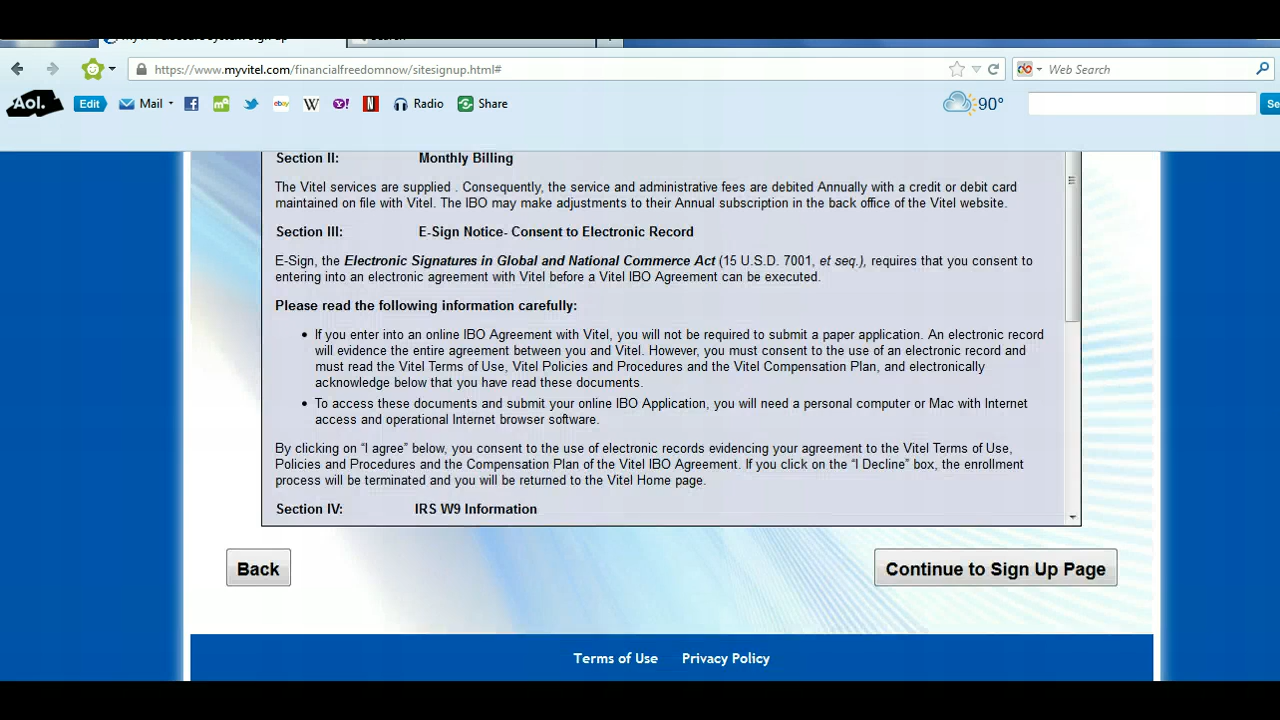 https://www.myvitel.com/financialfreedomnow/sitesignup.html#
Web Search
Aol. Edit Mail ebay W Y! N Radio Share 90° Se
Section II: Monthly Billing
The Vitel services are supplied . Consequently, the service and administrative fees are debited Annually with a credit or debit card
maintained on file with Vitel. The IBO may make adjustments to their Annual subscription in the back office of the Vitel website.
Section III: E-Sign Notice- Consent to Electronic Record
E-Sign, the Electronic Signatures in Global and National Commerce Act (15 U.S.D. 7001, et seq.), requires that you consent to
entering into an electronic agreement with Vitel before a Vitel IBO Agreement can be executed.
Please read the following information carefully:
• If you enter into an online IBO Agreement with Vitel, you will not be required to submit a paper application. An electronic record
will evidence the entire agreement between you and Vitel. However, you must consent to the use of an electronic record and
must read the Vitel Terms of Use, Vitel Policies and Procedures and the Vitel Compensation Plan, and electronically
acknowledge below that you have read these documents.
• To access these documents and submit your online IBO Application, you will need a personal computer or Mac with Internet
access and operational Internet browser software.
By clicking on “I agree” below, you consent to the use of electronic records evidencing your agreement to the Vitel Terms of Use,
Policies and Procedures and the Compensation Plan of the Vitel IBO Agreement. If you click on the “I Decline” box, the enrollment
process will be terminated and you will be returned to the Vitel Home page.
Section IV: IRS W9 Information
Back
Continue to Sign Up Page
Terms of Use Privacy Policy